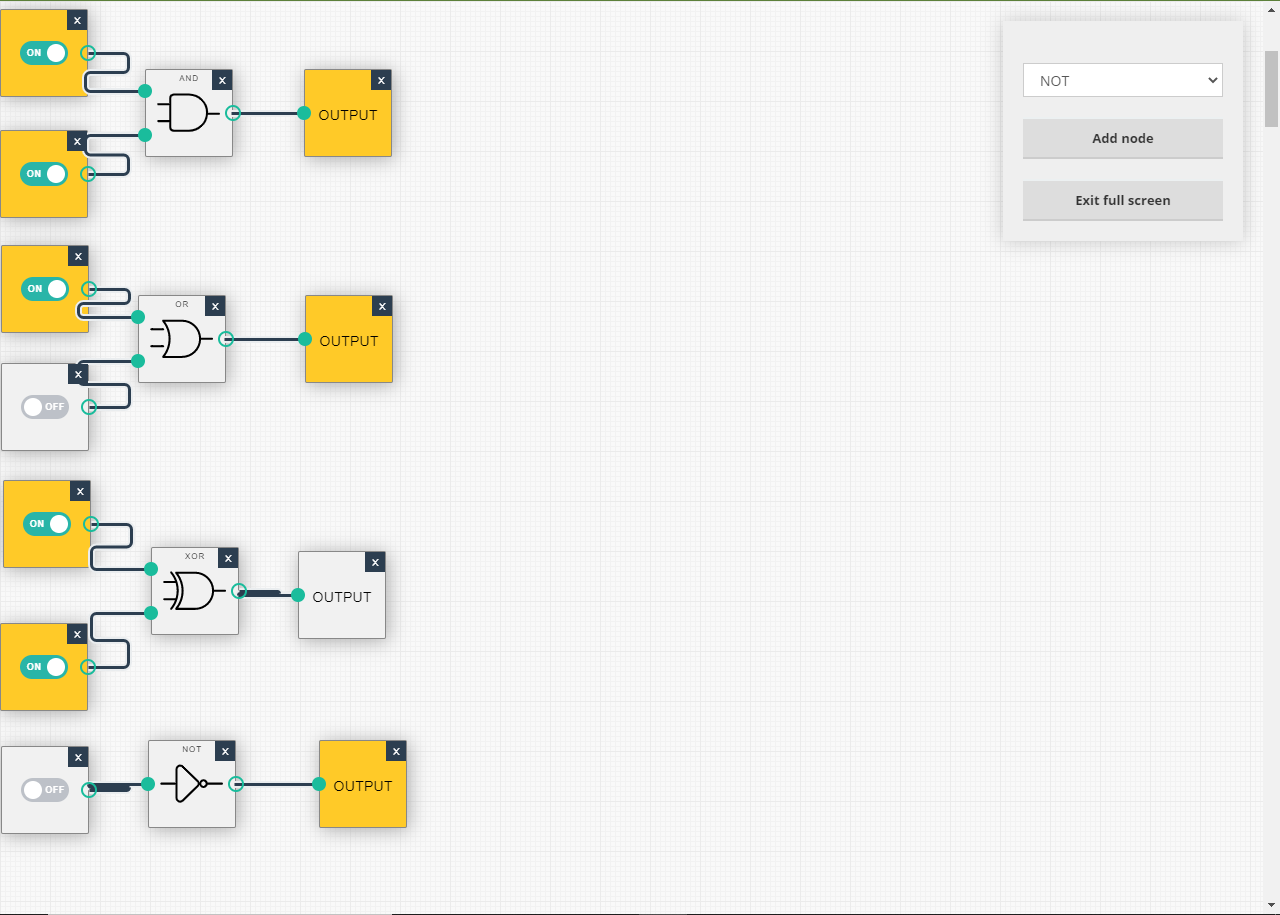 x
ON
AND
x
x
OUTPUT
x
ON
x
ON
OR
x
x
OUTPUT
x
OFF
x
ON
XOR
x
x
OUTPUT
x
ON
x
OFF
NOT
x
x
OUTPUT
NOT
Add node
Exit full screen